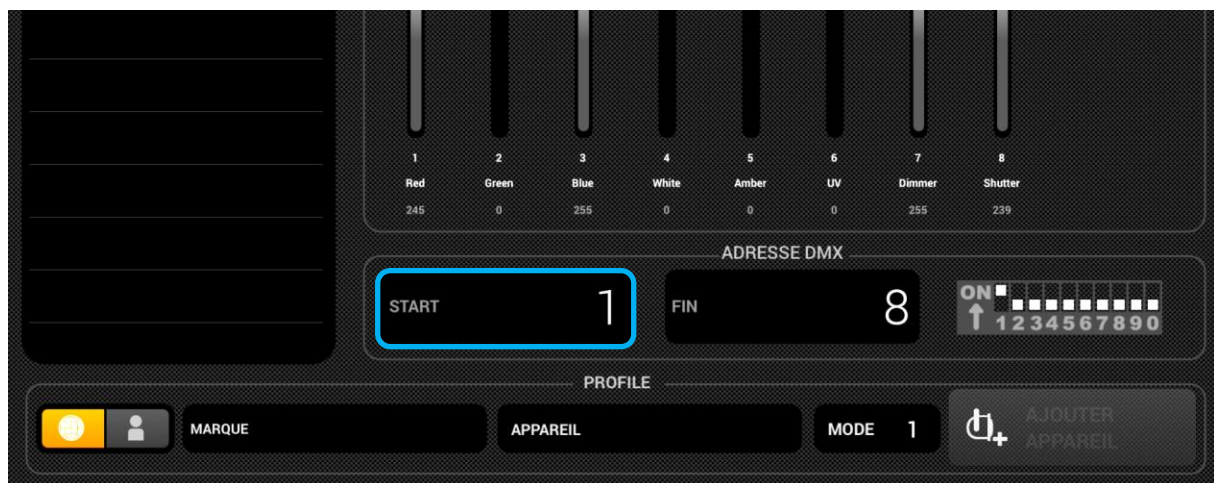 1 2 3 4 5 6 7 8
Red Green Blue White Amber UV Dimmer Shutter
245 0 255 0 0 0 255 239
ADRESSE DMX
START 1 FIN 8 ON
1234567890
PROFILE
MARQUE APPAREIL MODE 1 AJOUTER
APPAREIL